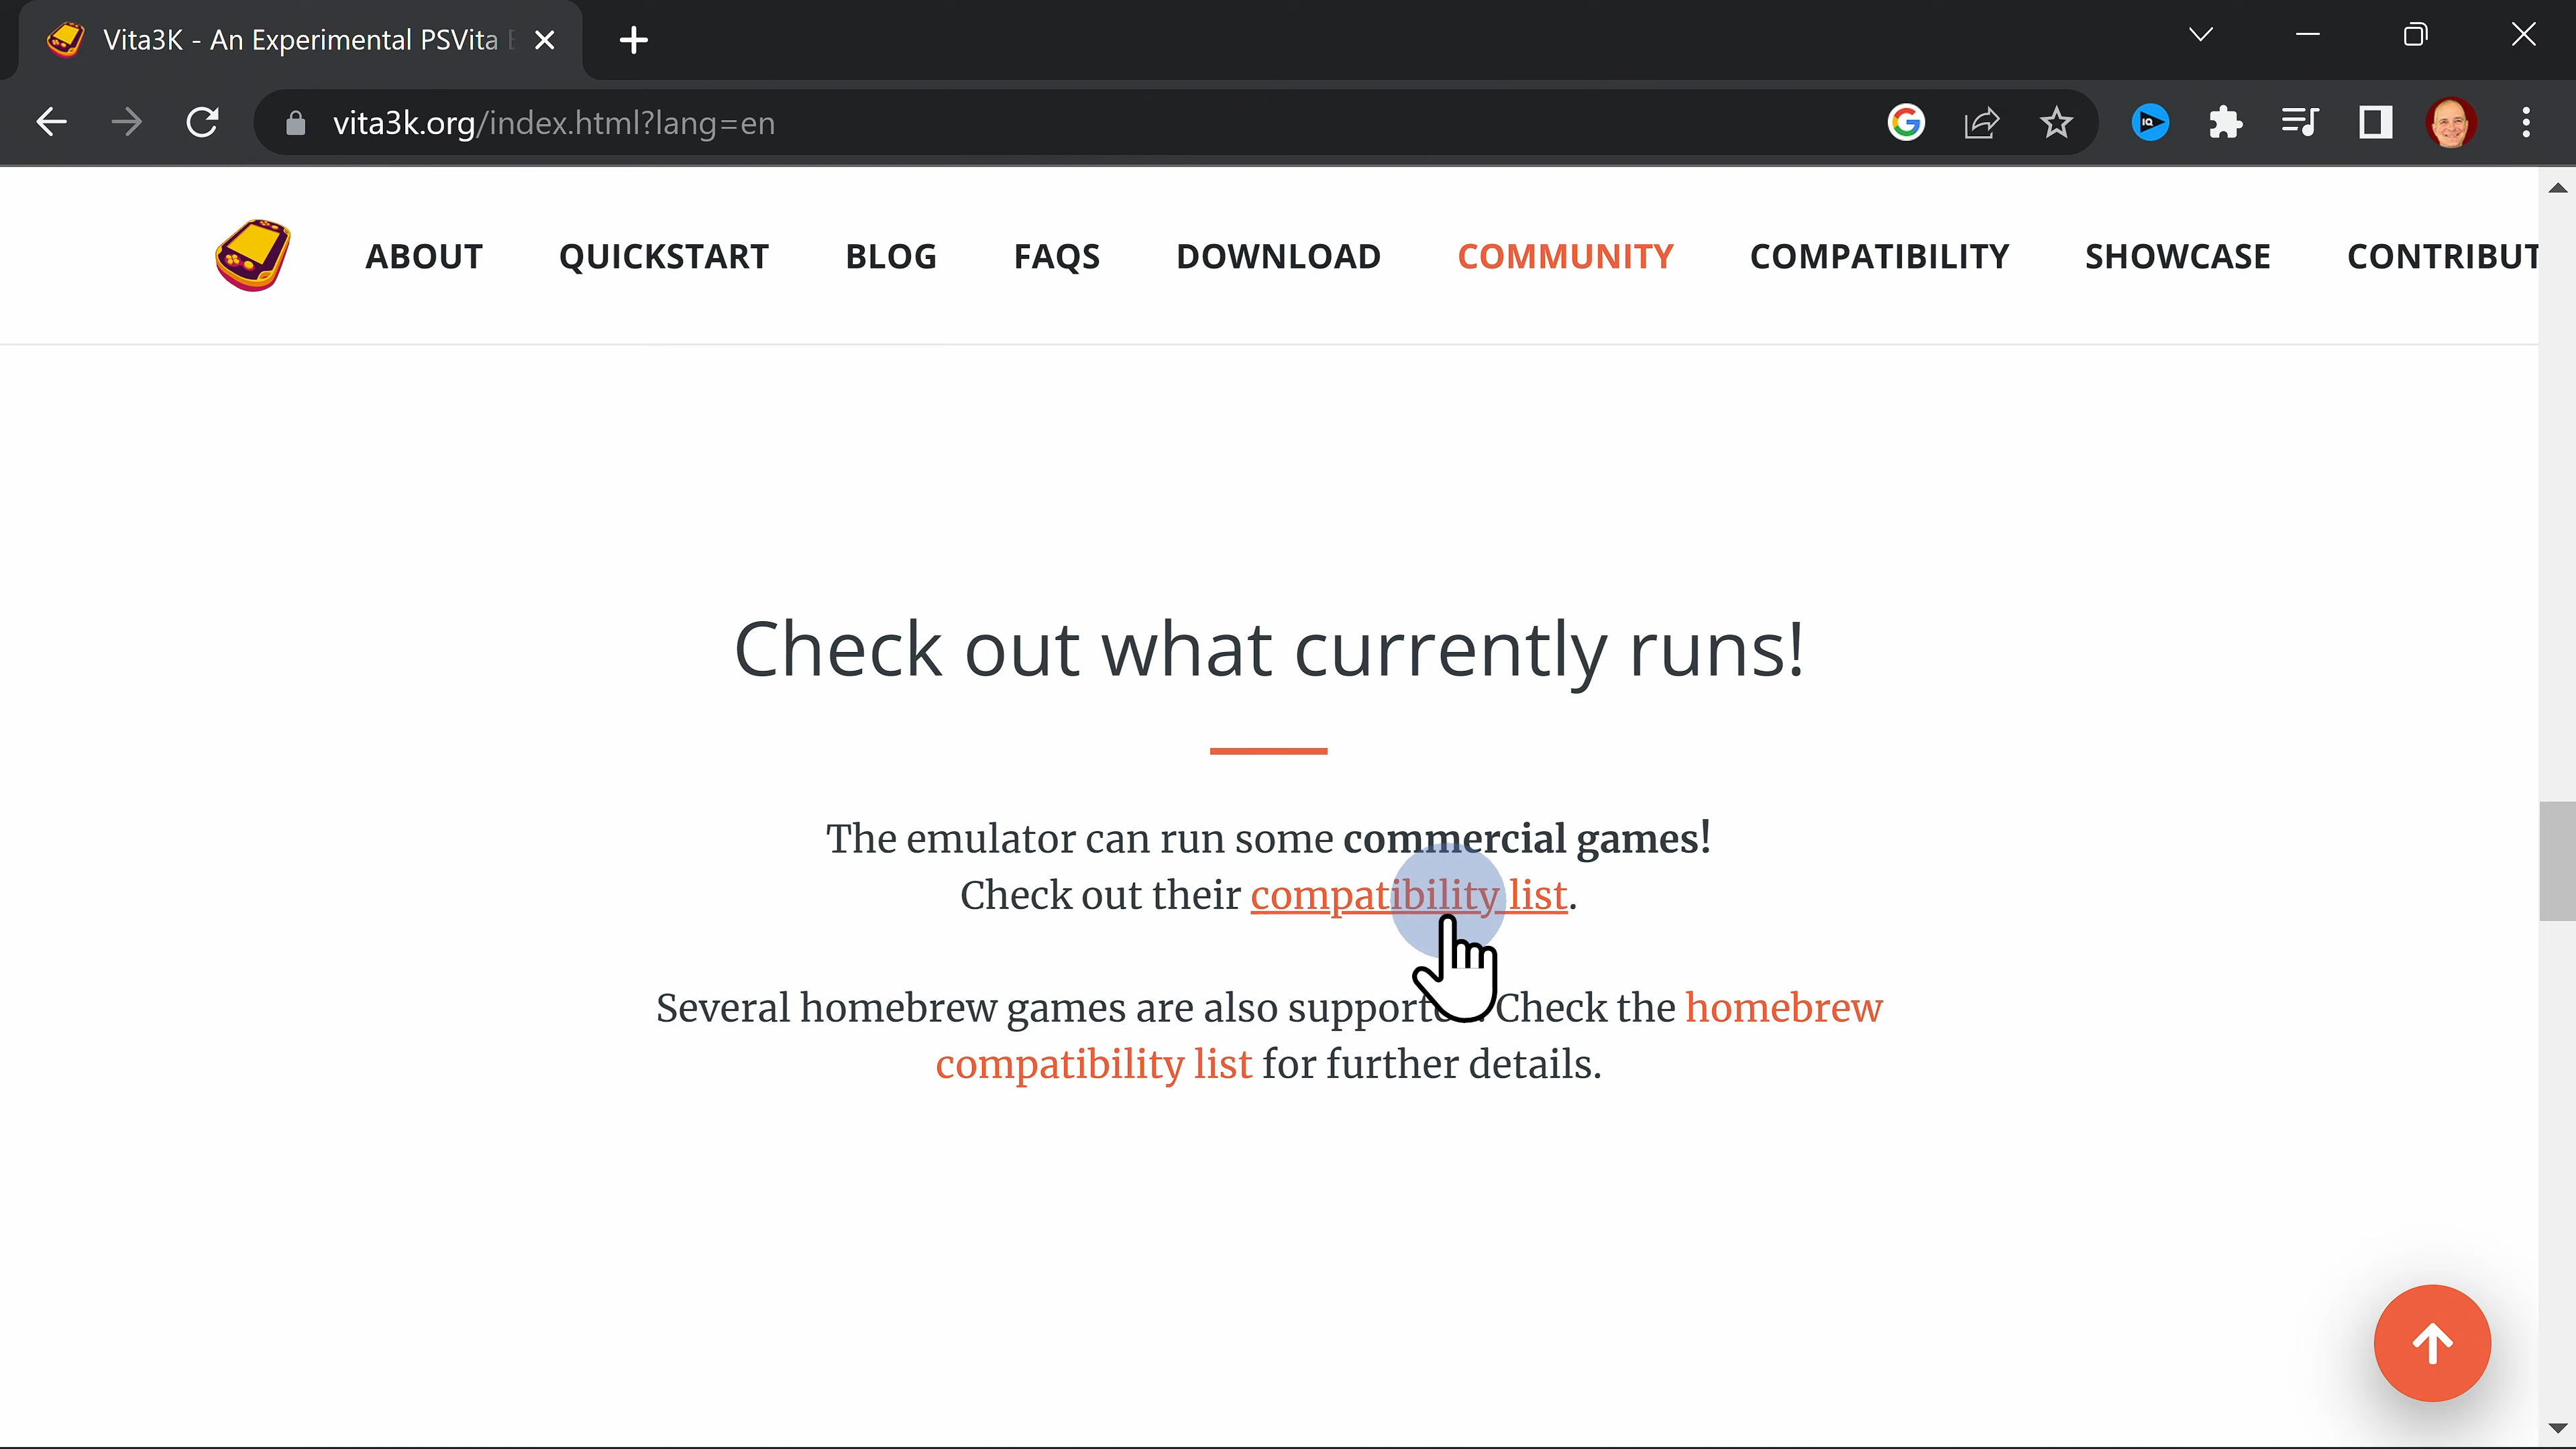 Vita3K - An Experimental PSVita
vita3k.org/index.html?lang=en
IQ
ABOUT QUICKSTART BLOG FAQS DOWNLOAD COMMUNITY COMPATIBILITY SHOWCASE CONTRIBUT
Check out what currently runs!
The emulator can run some commercial games!
Check out their compatibility list.
Several homebrew games are also Check the homebrew
compatibility list for further details.